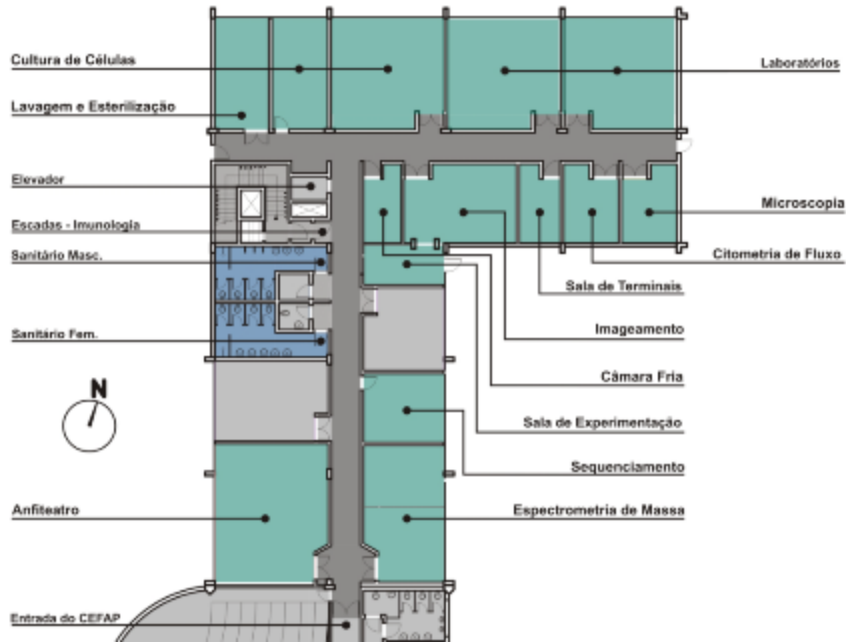 Cultura de Células
Laboratórios
Lavagem e Esterilização
Elevador
Microscopia
Escadas - Imunologia
Sanitário Masc.
Citometria de Fluxo
Sala de Terminais
Sanitário Fem.
Imageamento
Câmara Fria
N
Sala de Experimentação
Sequenciamento
Anfiteatro
Espectrometria de Massa
Entrada do CEFAP